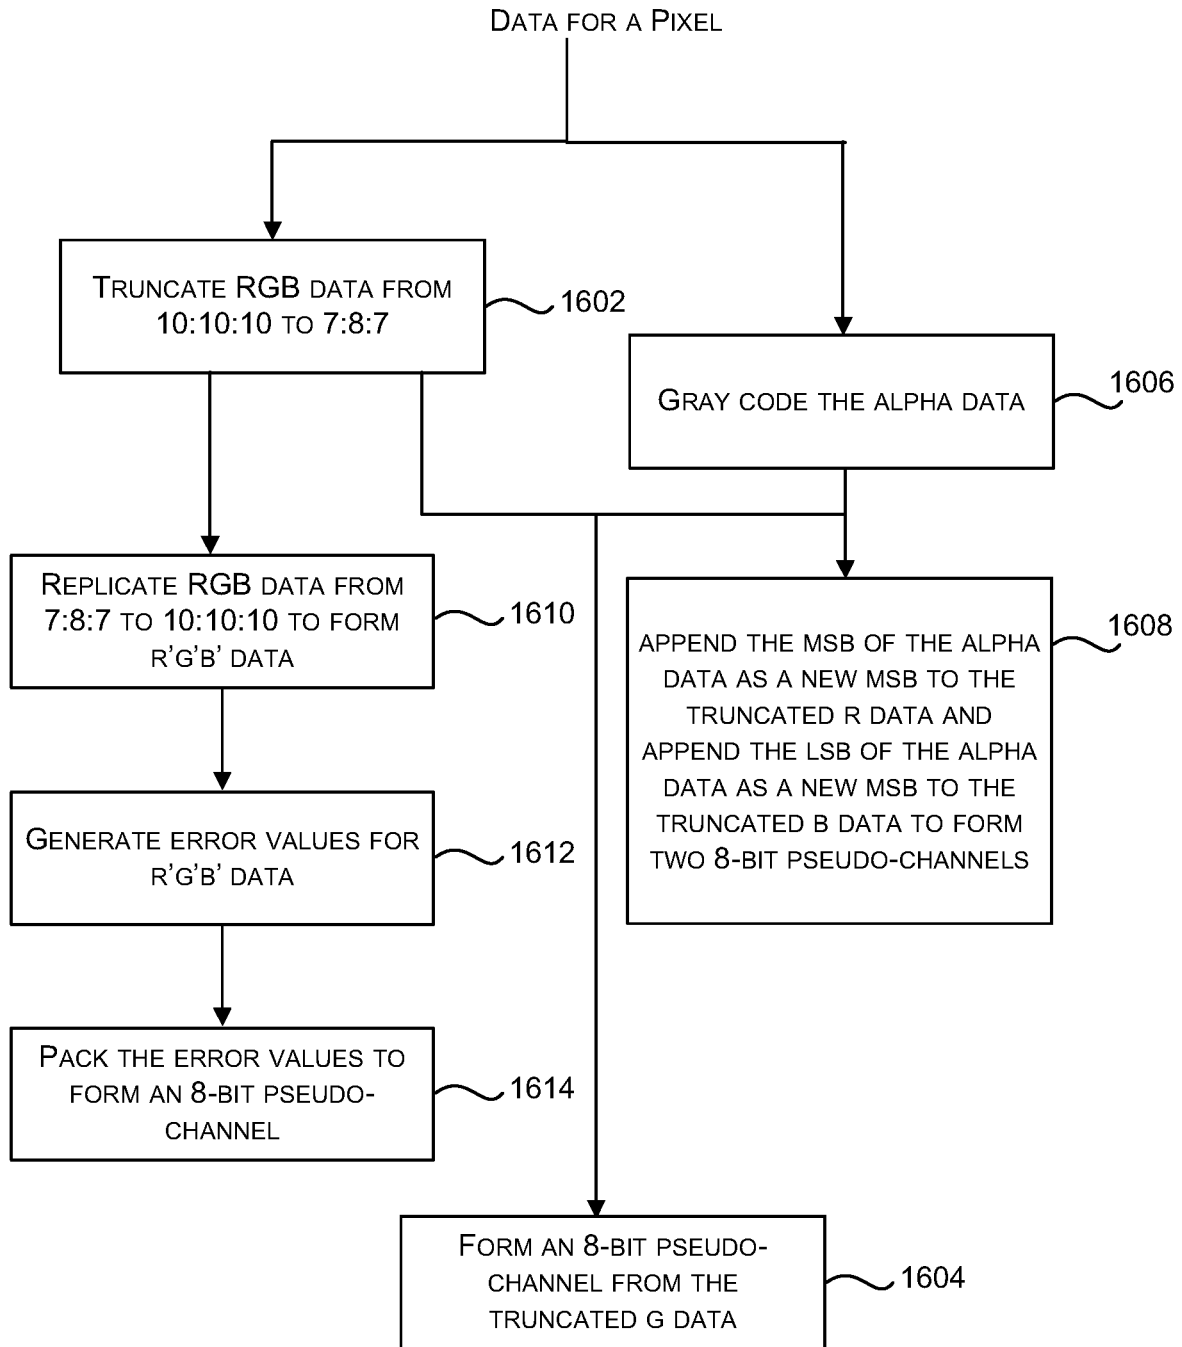 DATA FOR A PIXEL
TRUNCATE RGB DATA FROM
10:10:10 TO 7:8:7
1602
GRAY CODE THE ALPHA DATA
1606
REPLICATE RGB DATA FROM
7:8:7 TO 10:10:10 TO FORM
R'G'B' DATA
1610
APPEND THE MSB OF THE ALPHA
DATA AS A NEW MSB TO THE
TRUNCATED R DATA AND
APPEND THE LSB OF THE ALPHA
DATA AS A NEW MSB TO THE
TRUNCATED B DATA TO FORM
TWO 8-BIT PSEUDO-CHANNELS
1608
GENERATE ERROR VALUES FOR
R'G'B' DATA
1612
PACK THE ERROR VALUES TO
FORM AN 8-BIT PSEUDO-
CHANNEL
1614
FORM AN 8-BIT PSEUDO-
CHANNEL FROM THE
TRUNCATED G DATA
1604